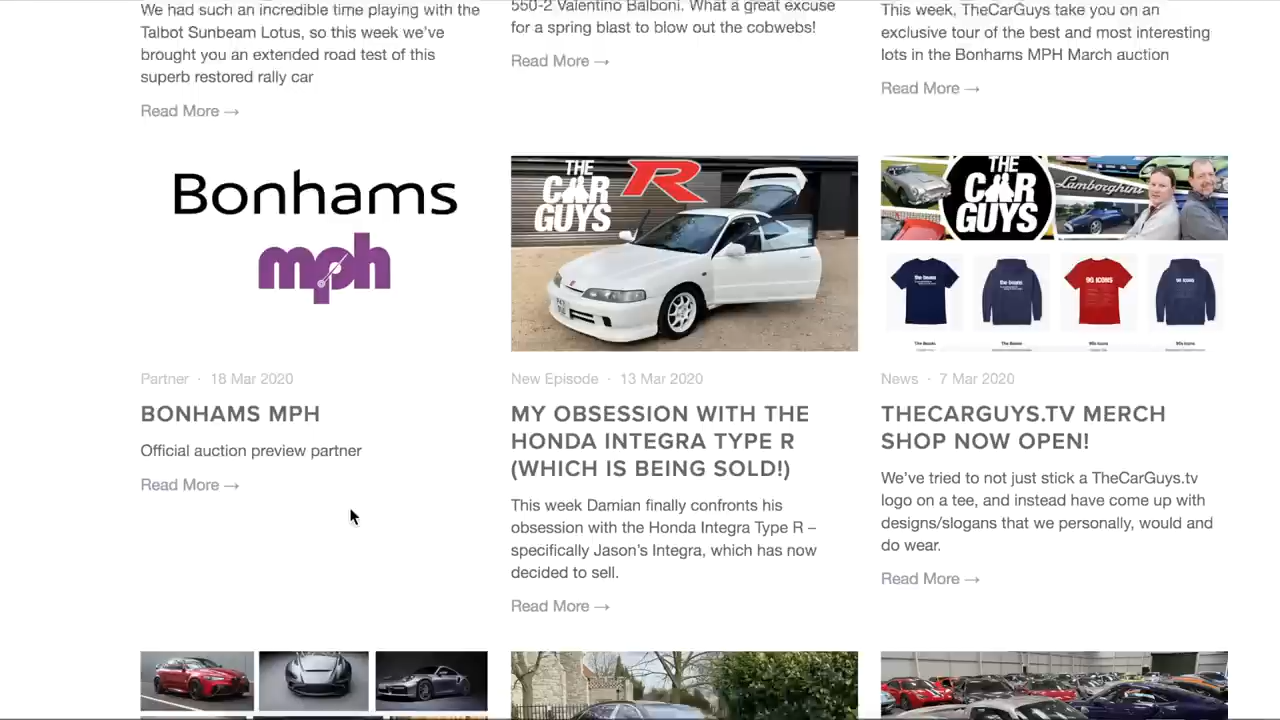 We had such an incredible time playing with the
Talbot Sunbeam Lotus, so this week we've
brought you an extended road test of this
superb restored rally car
Read More →
550-2 Valentino Balboni. What a great excuse
for a spring blast to blow out the cobwebs!
Read More →
This week, TheCarGuys take you on an
exclusive tour of the best and most interesting
lots in the Bonhams MPH March auction
Read More →
Bonhams
mph
Partner · 18 Mar 2020
BONHAMS MPH
Official auction preview partner
Read More →
THE
CAR
GUYS
R
New Episode · 13 Mar 2020
MY OBSESSION WITH THE
HONDA INTEGRA TYPE R
(WHICH IS BEING SOLD!)
This week Damian finally confronts his
obsession with the Honda Integra Type R –
specifically Jason's Integra, which has now
decided to sell.
Read More →
THE
CAR
GUYS
Lamborghini
the beans
the beans
90 ICONS
90 ICONS
News · 7 Mar 2020
THECARGUYS.TV MERCH
SHOP NOW OPEN!
We've tried to not just stick a TheCarGuys.tv
logo on a tee, and instead have come up with
designs/slogans that we personally, would and
do wear.
Read More →